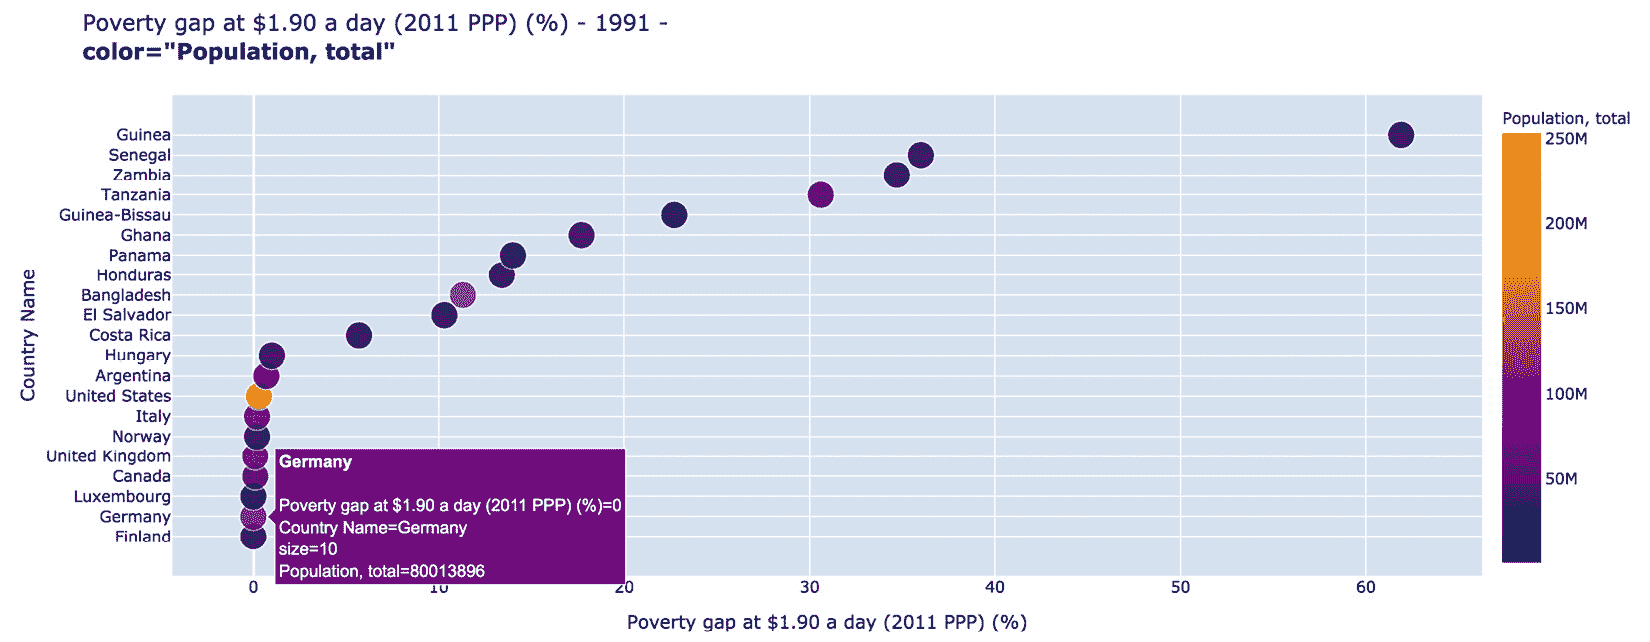 Poverty gap at $1.90 a day (2011 PPP) (%) - 1991 -
color="Population, total"
Population, total
250M
200M
150M
100M
50M
Country Name
Guinea
Senegal
Zambia
Tanzania
Guinea-Bissau
Ghana
Panama
Honduras
Bangladesh
El Salvador
Costa Rica
Hungary
Argentina
United States
Italy
Norway
United Kingdom
Canada
Luxembourg
Germany
Finland
Germany
Poverty gap at $1.90 a day (2011 PPP) (%)=0
Country Name=Germany
size=10
Population, total=80013896
0 10 20 30 40 50 60
Poverty gap at $1.90 a day (2011 PPP) (%)